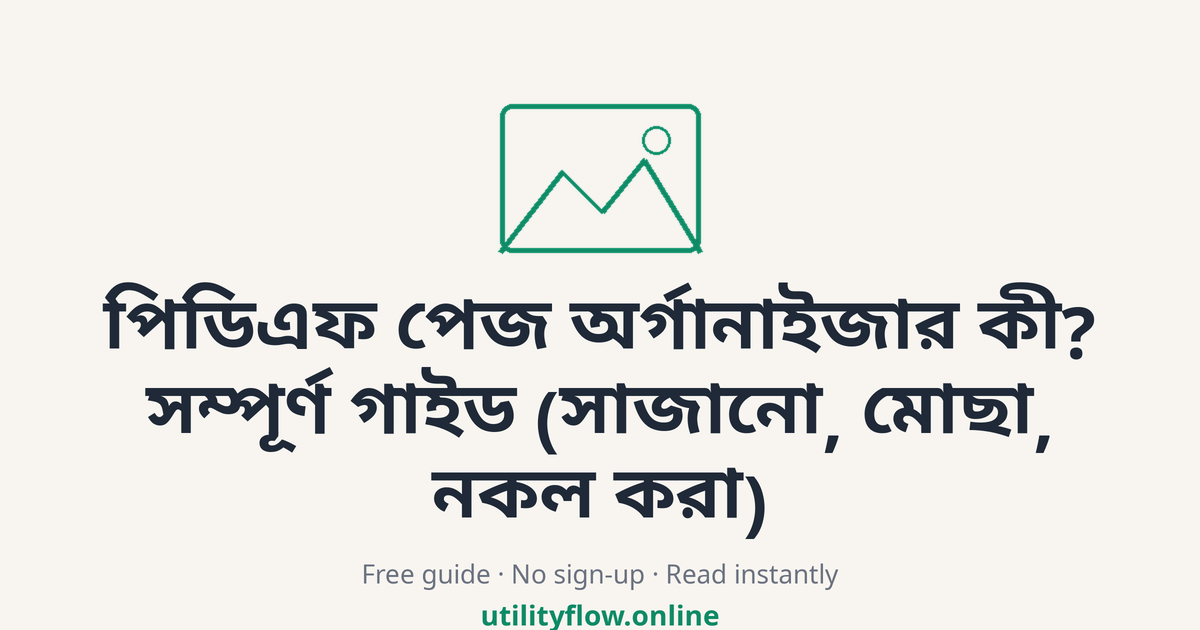 পিডিএফ পেজ অর্গানাইজার কী?
সম্পূর্ণ গাইড (সাজানো, মোছা,
নকল করা)
Free guide · No sign-up · Read instantly
utilityflow.online